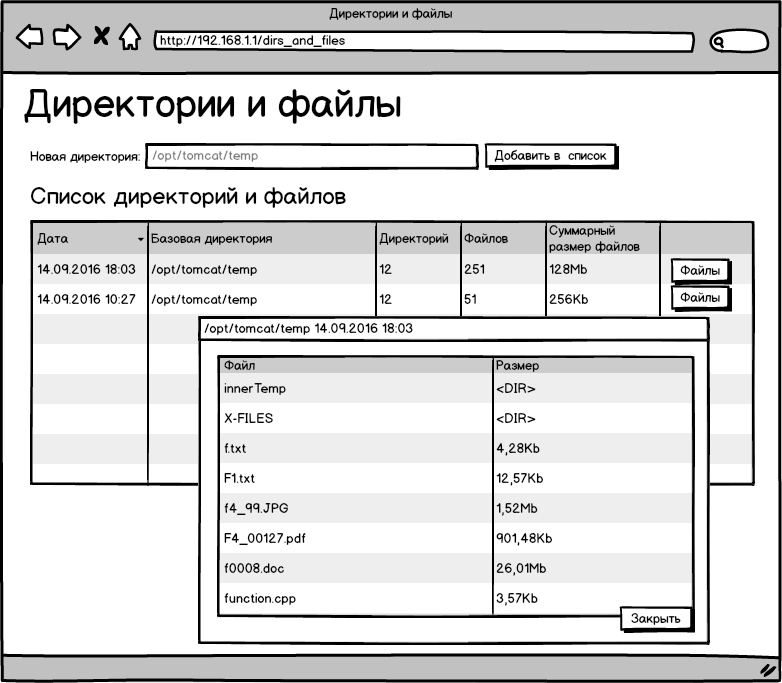 Директории и файлы
http://192.168.1.1/dirs_and_files
Директории и файлы
Новая директория: /opt/tomcat/temp Добавить в список
Список директорий и файлов
Дата Базовая директория Директорий Файлов Суммарный
размер файлов
14.09.2016 18:03 /opt/tomcat/temp 12 251 128Mb Файлы
14.09.2016 10:27 /opt/tomcat/temp 12 51 256Kb Файлы
/opt/tomcat/temp 14.09.2016 18:03
Файл Размер
innerTemp <DIR>
X-FILES <DIR>
f.txt 4,28Kb
F1.txt 12,57Kb
f4_99.JPG 1,52Mb
F4_00127.pdf 901,48Kb
f0008.doc 26,01Mb
function.cpp 3,57Kb
Закрыть